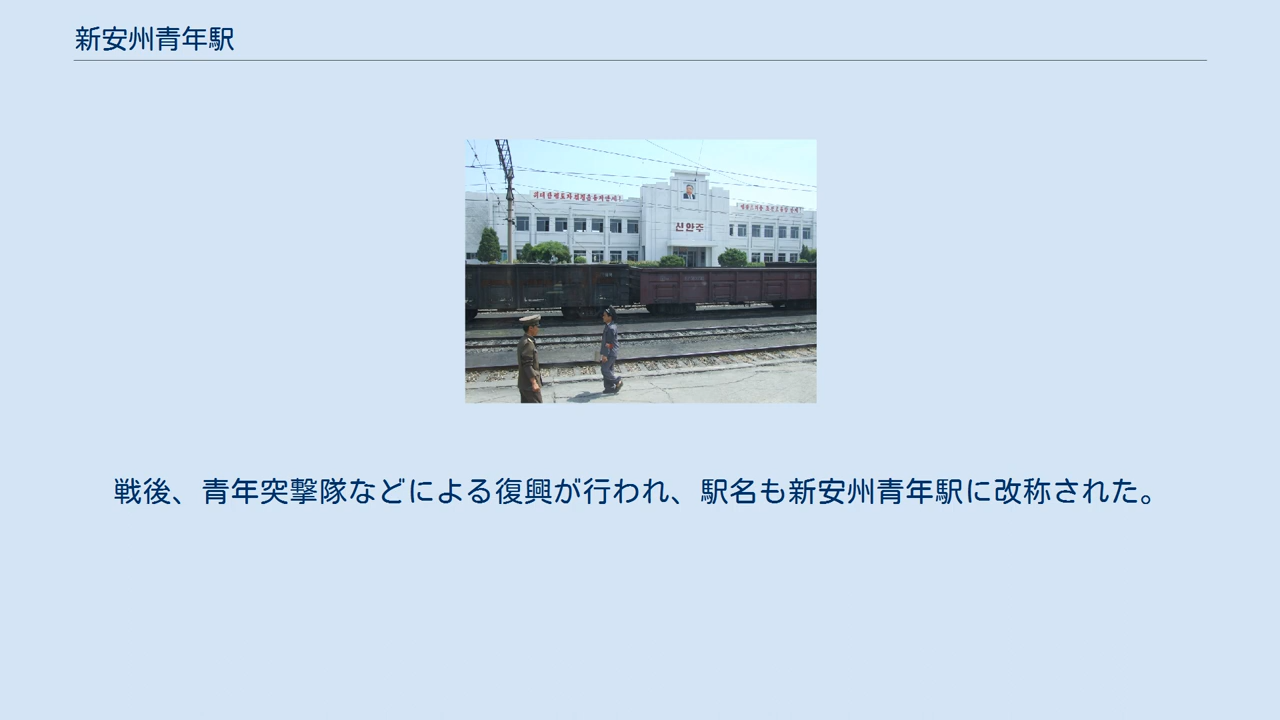 新安州青年駅
신안주
戦後、青年突撃隊などによる復興が行われ、駅名も新安州青年駅に改称された。